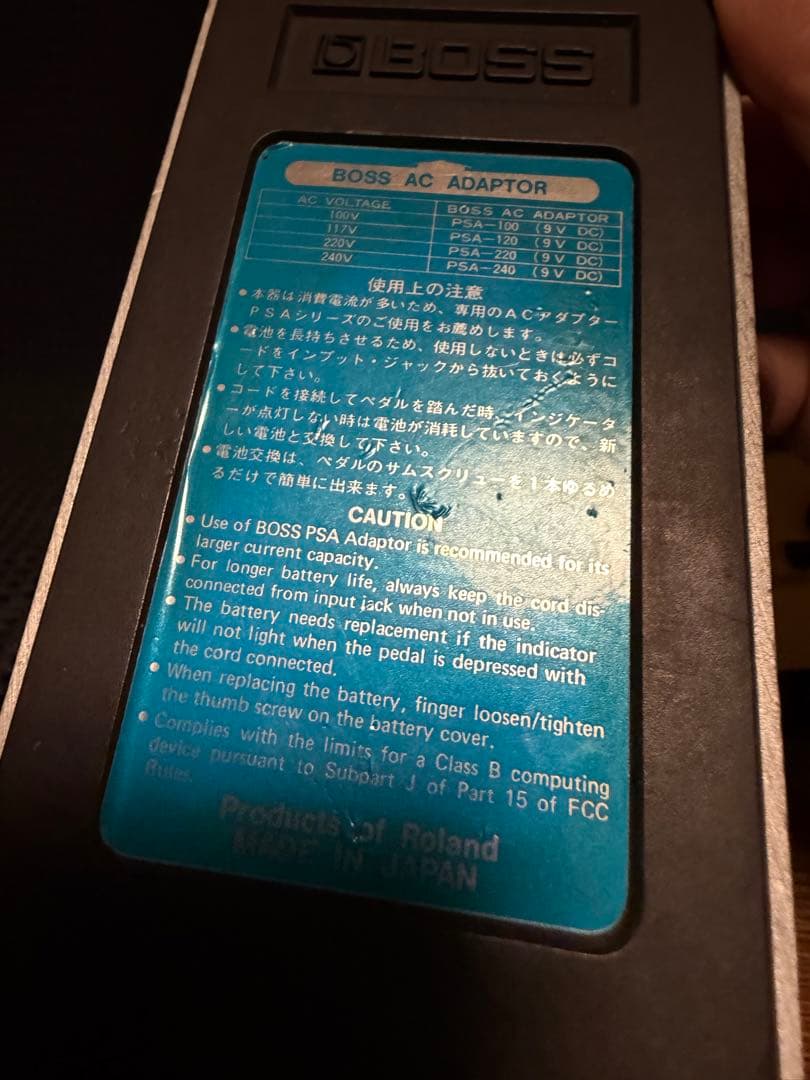 BOSS
BOSS AC ADAPTOR
AC VOLTAGE BOSS AC ADAPTOR
100V PSA-100 (9V DC)
117V PSA-120 (9V DC)
220V PSA-220 (9V DC)
240V PSA-240 (9V DC)
使用上の注意
●本器は消費電流が多いため、専用のACアダプター
PSAシリーズのご使用をお薦めします。
●電池を長持ちさせるため、使用しないときは必ずコ
ードをインプット・ジャックから抜いておくように
して下さい。
●コードを接続してペダルを踏んだ時、インジケータ
ーが点灯しない時は電池が消耗していますので、新
しい電池と交換して下さい。
●電池交換は、ペダルのサムスクリューを1本ゆるめ
るだけで簡単に出来ます。
CAUTION
● Use of BOSS PSA Adaptor is recommended for its
larger current capacity.
● For longer battery life, always keep the cord dis-
connected from input jack when not in use.
● The battery needs replacement if the indicator
will not light when the pedal is depressed with
the cord connected.
● When replacing the battery, finger loosen/tighten
the thumb screw on the battery cover.
● Complies with the limits for a Class B computing
device pursuant to Subpart J of Part 15 of FCC
Rules.
Products of Roland
MADE IN JAPAN